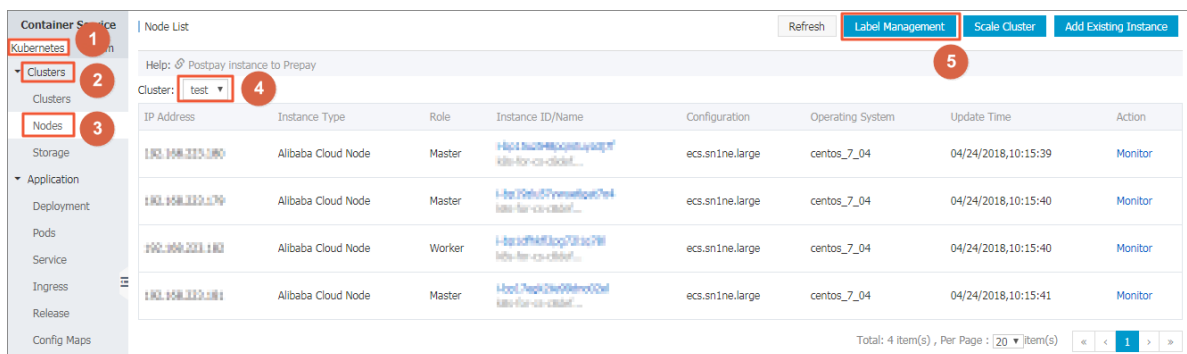 Container Service
Kubernetes
1
Clusters
2
Clusters
Nodes
3
Storage
Application
Deployment
Pods
Service
Ingress
Release
Config Maps
Node List
Refresh
Label Management
Scale Cluster
Add Existing Instance
5
Help: Postpay instance to Prepay
Cluster: test
4
IP Address Instance Type Role Instance ID/Name Configuration Operating System Update Time Action
Alibaba Cloud Node Master ecs.sn1ne.large centos_7_04 04/24/2018,10:15:39 Monitor
Alibaba Cloud Node Master ecs.sn1ne.large centos_7_04 04/24/2018,10:15:40 Monitor
Alibaba Cloud Node Worker ecs.sn1ne.large centos_7_04 04/24/2018,10:15:40 Monitor
Alibaba Cloud Node Master ecs.sn1ne.large centos_7_04 04/24/2018,10:15:41 Monitor
Total: 4 item(s) , Per Page : 20 item(s) « ‹ 1 › »